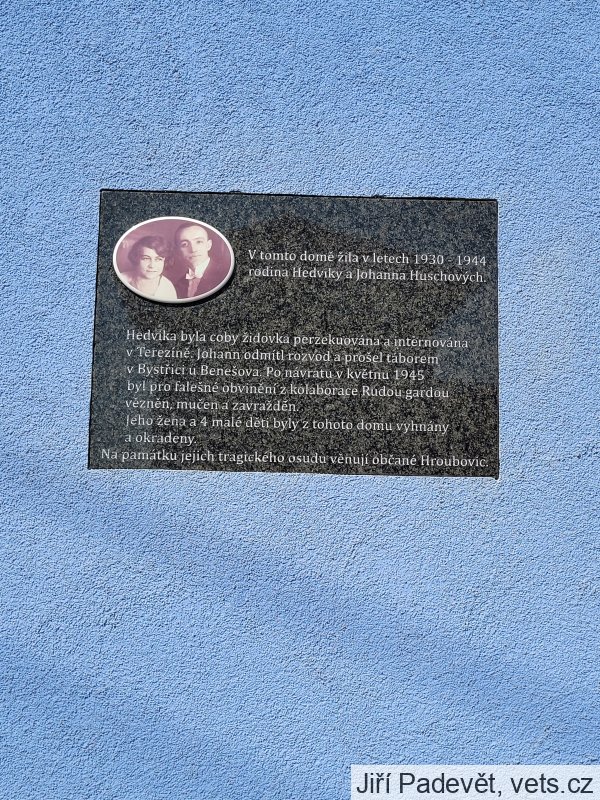 V tomto domě žila v letech 1930 - 1944
rodina Hedviky a Johanna Huschových.
Hedvika byla coby židovka perzekuována a internována
v Terezíně. Johann odmítl rozvod a prošel táborem
v Bystřici u Benešova. Po návratu v květnu 1945
byl pro falešné obvinění z kolaborace Rudou gardou
vězněn, mučen a zavražděn.
Jeho žena a 4 malé děti byly z tohoto domu vyhnány
a okradeny.
Na památku jejich tragického osudu věnují občané Hroubovic.
Jiří Padevět, vets.cz